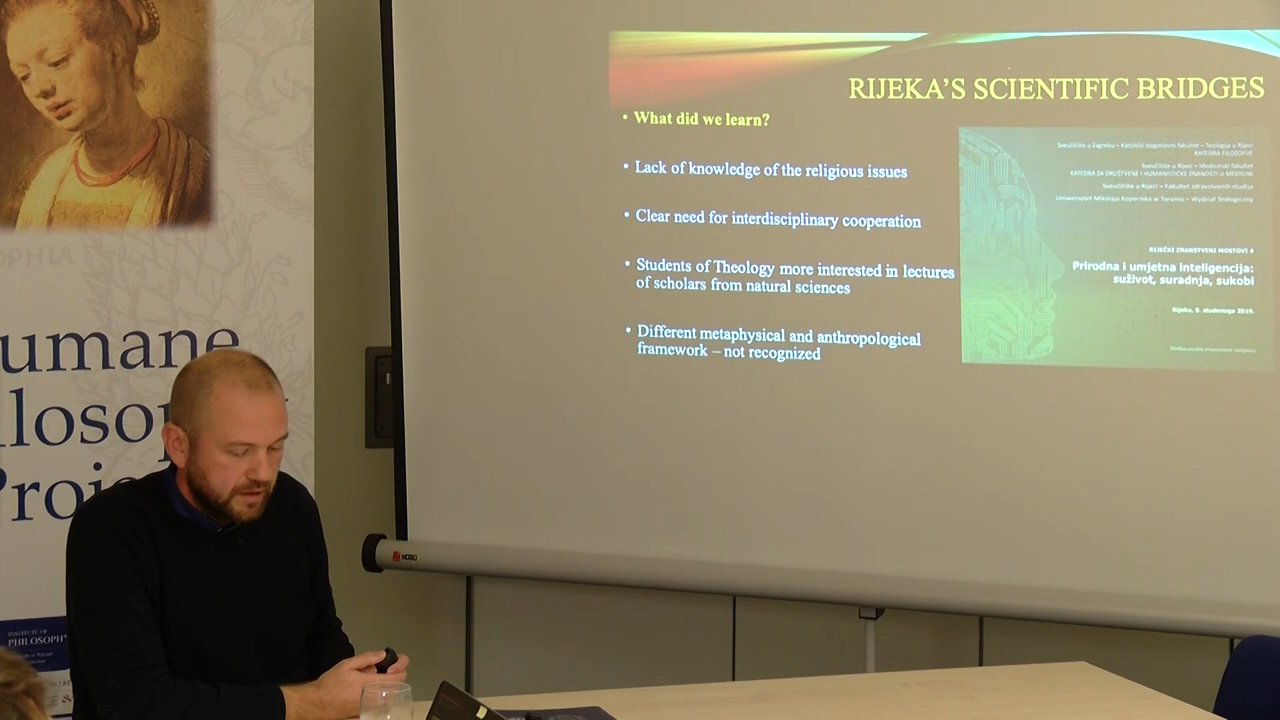 RIJEKA'S SCIENTIFIC BRIDGES
• What did we learn?
• Lack of knowledge of the religious issues
• Clear need for interdisciplinary cooperation
• Students of Theology more interested in lectures
of scholars from natural sciences
• Different metaphysical and anthropological
framework – not recognized
Sveučilište u Zagrebu – Katolički bogoslovni fakultet – Teologija u Rijeci
KATEDRA FILOZOFIJE
Sveučilište u Rijeci – Medicinski fakultet
KATEDRA ZA DRUŠTVENE I HUMANISTIČKE ZNANOSTI U MEDICINI
Sveučilište u Rijeci – Fakultet zdravstvenih studija
Uniwersytet Mikołaja Kopernika w Toruniu – Wydział Teologiczny
RIJEČKI ZNANSTVENI MOSTOVI 4
Prirodna i umjetna inteligencija:
suživot, suradnja, sukobi
Rijeka, 8. studenoga 2019.
OPHIA
umane
iloso
Proje
INSTITUTE OF
PHILOSOPHY